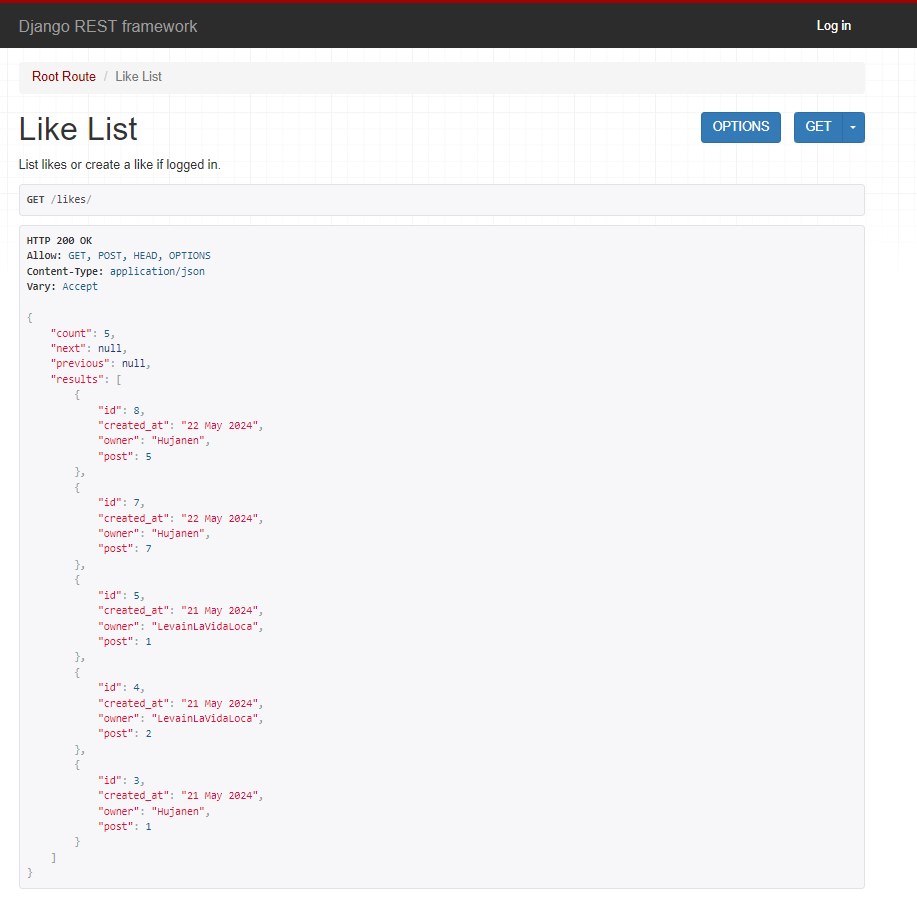 Django REST framework
Log in
Root Route / Like List
Like List
OPTIONS
GET
List likes or create a like if logged in.
GET /likes/
HTTP 200 OK
Allow: GET, POST, HEAD, OPTIONS
Content-Type: application/json
Vary: Accept
{
    "count": 5,
    "next": null,
    "previous": null,
    "results": [
        {
            "id": 8,
            "created_at": "22 May 2024",
            "owner": "Hujanen",
            "post": 5
        },
        {
            "id": 7,
            "created_at": "22 May 2024",
            "owner": "Hujanen",
            "post": 7
        },
        {
            "id": 5,
            "created_at": "21 May 2024",
            "owner": "LevainLaVidaLoca",
            "post": 1
        },
        {
            "id": 4,
            "created_at": "21 May 2024",
            "owner": "LevainLaVidaLoca",
            "post": 2
        },
        {
            "id": 3,
            "created_at": "21 May 2024",
            "owner": "Hujanen",
            "post": 1
        }
    ]
}